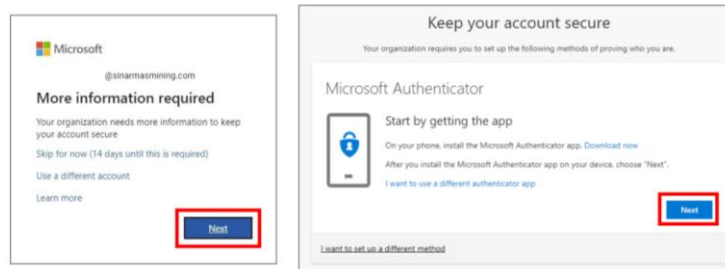 Microsoft
@sinarmasmining.com
More information required
Your organization needs more information to keep
your account secure
Skip for now (14 days until this is required)
Use a different account
Learn more
Next
Keep your account secure
Your organization requires you to set up the following methods of proving who you are.
Microsoft Authenticator
Start by getting the app
On your phone, install the Microsoft Authenticator app. Download now
After you install the Microsoft Authenticator app on your device, choose "Next".
I want to use a different authenticator app
Next
I want to set up a different method